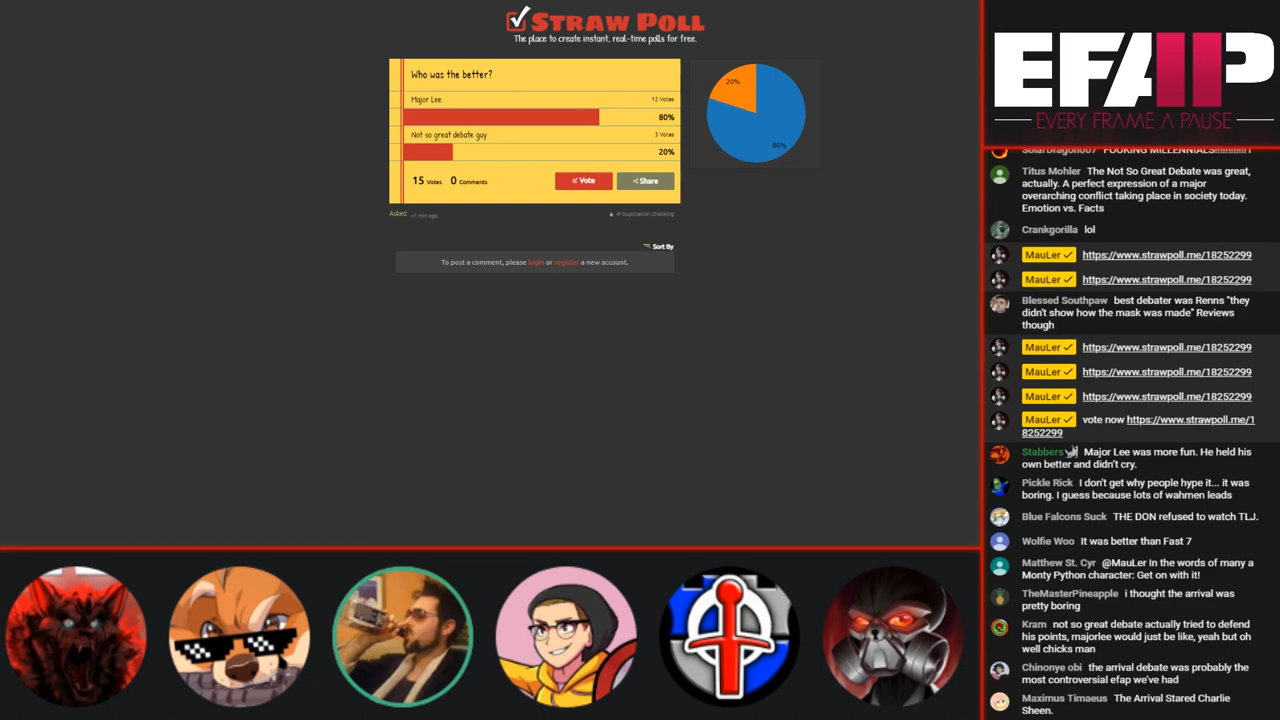 STRAW POLL
The place to create instant, real-time polls for free.
Who was the better?
Major Lee 12 Votes
80%
Not so great debate guy 3 Votes
20%
15 Votes 0 Comments Vote Share
Asked <1 min ago IP Duplication Checking
Sort By
To post a comment, please login or register a new account.
20%
80%
EFAP
EVERY FRAME A PAUSE
SolarDragon007 FOOKING MILLENNIALS!!!!!!!!!!!!!
Titus Mohler The Not So Great Debate was great,
actually. A perfect expression of a major
overarching conflict taking place in society today.
Emotion vs. Facts
Crankgorilla lol
MauLer https://www.strawpoll.me/18252299
MauLer https://www.strawpoll.me/18252299
Blessed Southpaw best debater was Renns "they
didn't show how the mask was made" Reviews
though
MauLer https://www.strawpoll.me/18252299
MauLer https://www.strawpoll.me/18252299
MauLer https://www.strawpoll.me/18252299
MauLer vote now https://www.strawpoll.me/1
8252299
Stabbers Major Lee was more fun. He held his
own better and didn't cry.
Pickle Rick I don't get why people hype it... it was
boring. I guess because lots of wahmen leads
Blue Falcons Suck THE DON refused to watch TLJ.
Wolfie Woo It was better than Fast 7
Matthew St. Cyr @MauLer In the words of many a
Monty Python character: Get on with it!
TheMasterPineapple i thought the arrival was
pretty boring
Kram not so great debate actually tried to defend
his points, majorlee would just be like, yeah but oh
well chicks man
Chinonye obi the arrival debate was probably the
most controversial efap we've had
Maximus Timaeus The Arrival Stared Charlie
Sheen.